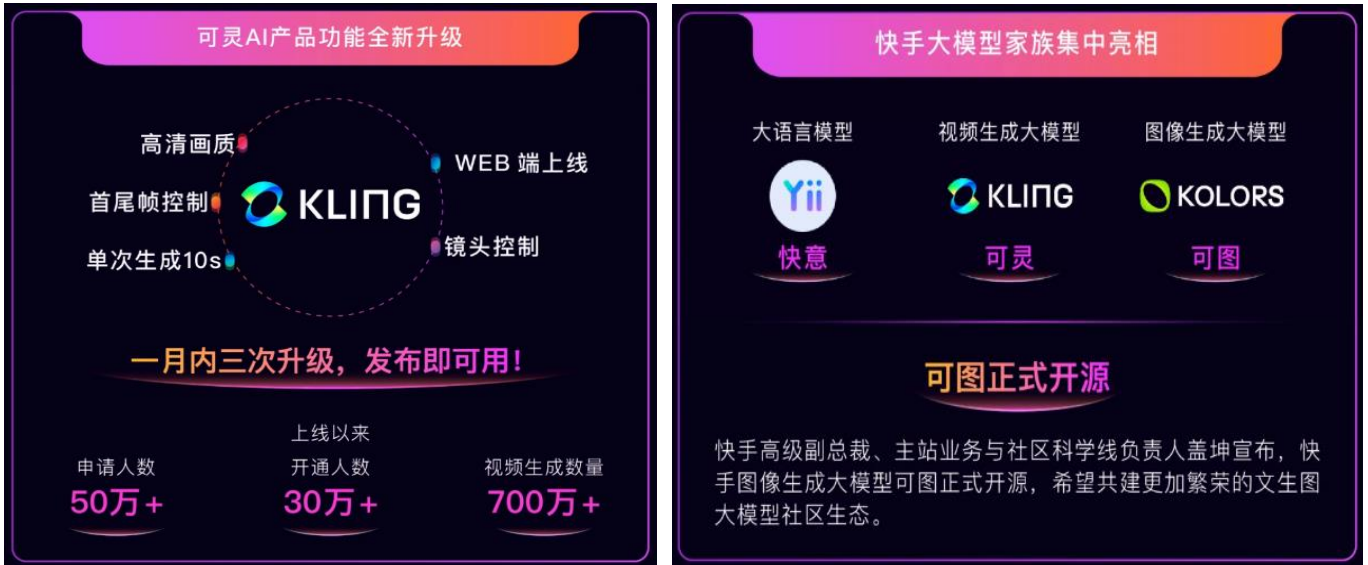 可灵AI产品功能全新升级
高清画质
WEB 端上线
首尾帧控制
KLING
单次生成10s
镜头控制
一月内三次升级，发布即可用！
上线以来
申请人数
开通人数
视频生成数量
50万+
30万+
700万+
快手大模型家族集中亮相
大语言模型
视频生成大模型
图像生成大模型
Yii
KLING
KOLORS
快意
可灵
可图
可图正式开源
快手高级副总裁、主站业务与社区科学线负责人盖坤宣布，快
手图像生成大模型可图正式开源，希望共建更加繁荣的文生图
大模型社区生态。